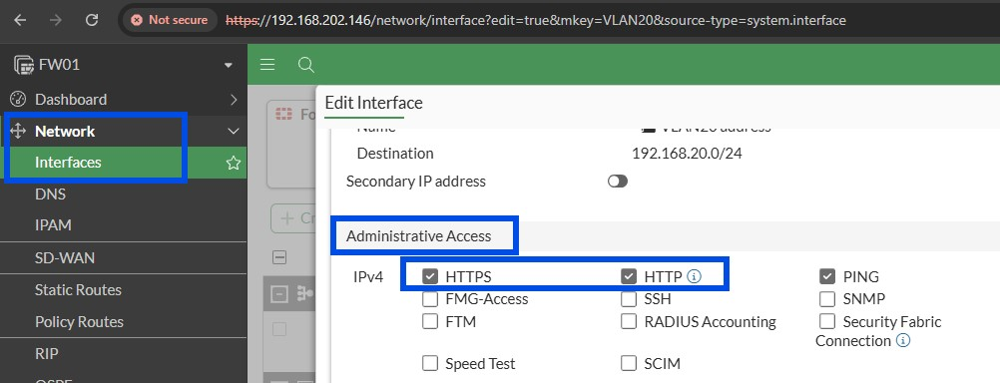 Not secure https://192.168.202.146/network/interface?edit=true&mkey=VLAN20&source-type=system.interface
FW01
Dashboard
Network
Interfaces
DNS
IPAM
SD-WAN
Static Routes
Policy Routes
RIP
OSPF
Fo
Cr
Edit Interface
Name VLAN20 address
Destination 192.168.20.0/24
Secondary IP address
Administrative Access
IPv4 HTTPS HTTP PING
FMG-Access SSH SNMP
FTM RADIUS Accounting Security Fabric
Connection
Speed Test SCIM